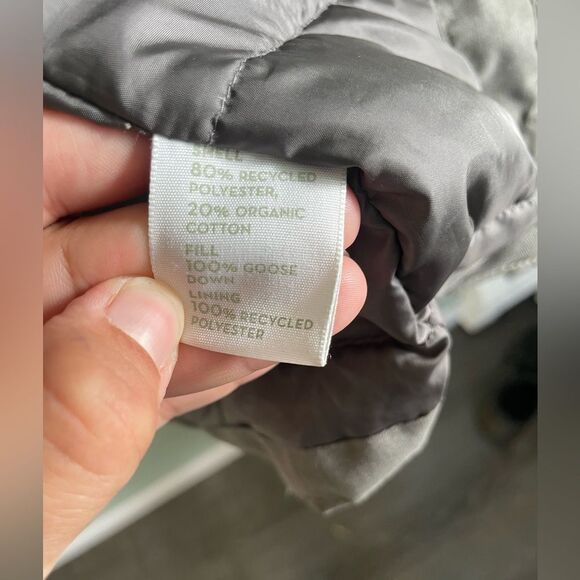 SHELL
80% RECYCLED
POLYESTER,
20% ORGANIC
COTTON
FILL
100% GOOSE
DOWN
LINING
100% RECYCLED
POLYESTER